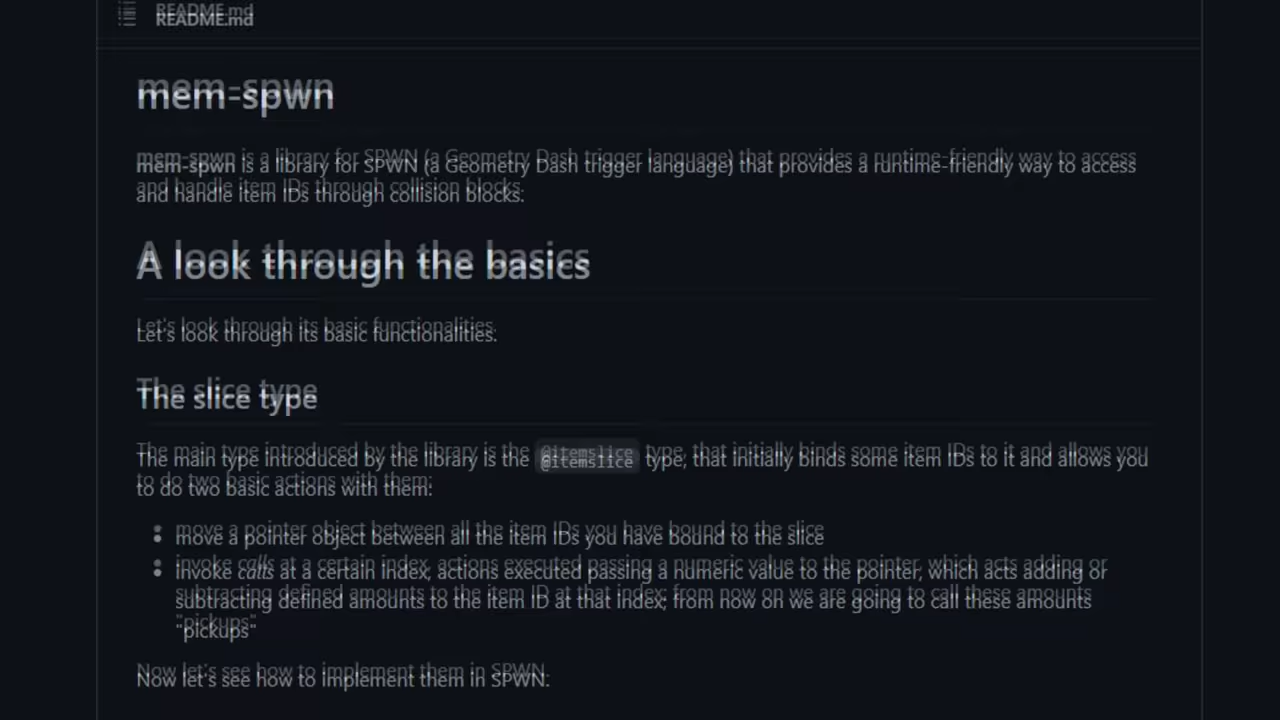 README.md
mem-spwn
mem-spwn is a library for SPWN (a Geometry Dash trigger language) that provides a runtime-friendly way to access
and handle item IDs through collision blocks.
A look through the basics
Let's look through its basic functionalities.
The slice type
The main type introduced by the library is the @itemslice type, that initially binds some item IDs to it and allows you
to do two basic actions with them:
• move a pointer object between all the item IDs you have bound to the slice
• invoke calls at a certain index, actions executed passing a numeric value to the pointer, which acts adding or
subtracting defined amounts to the item ID at that index; from now on we are going to call these amounts
"pickups"
Now let's see how to implement them in SPWN.